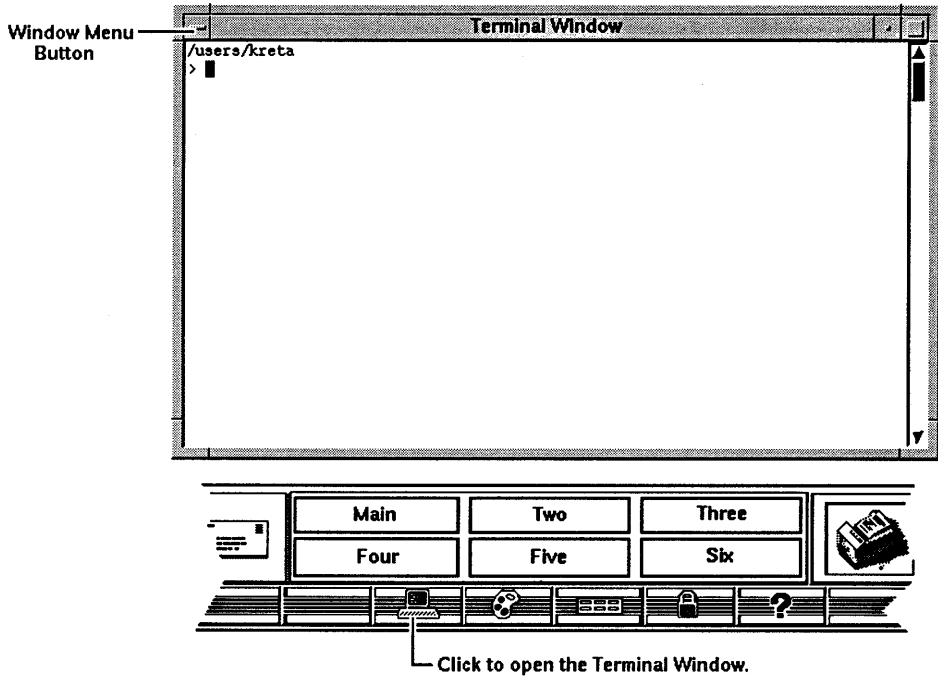 Terminal Window
Window Menu
Button
/users/kreta
>
Main
Two
Three
Four
Five
Six
?
Click to open the Terminal Window.